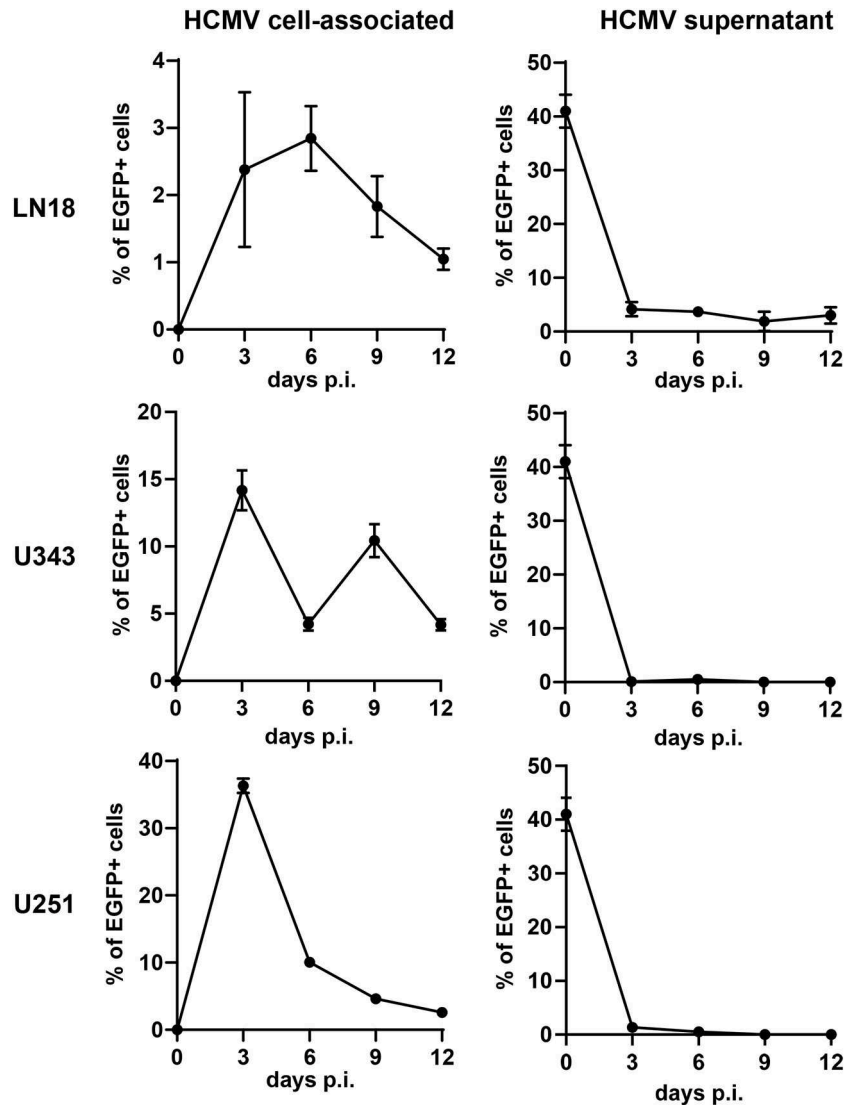 HCMV cell-associated
HCMV supernatant
LN18
% of EGFP+ cells
4
3
2
1
0
0 3 6 9 12
days p.i.
% of EGFP+ cells
50
40
30
20
10
0
0 3 6 9 12
days p.i.
U343
% of EGFP+ cells
20
15
10
5
0
0 3 6 9 12
days p.i.
% of EGFP+ cells
50
40
30
20
10
0
0 3 6 9 12
days p.i.
U251
% of EGFP+ cells
40
30
20
10
0
0 3 6 9 12
days p.i.
% of EGFP+ cells
50
40
30
20
10
0
0 3 6 9 12
days p.i.